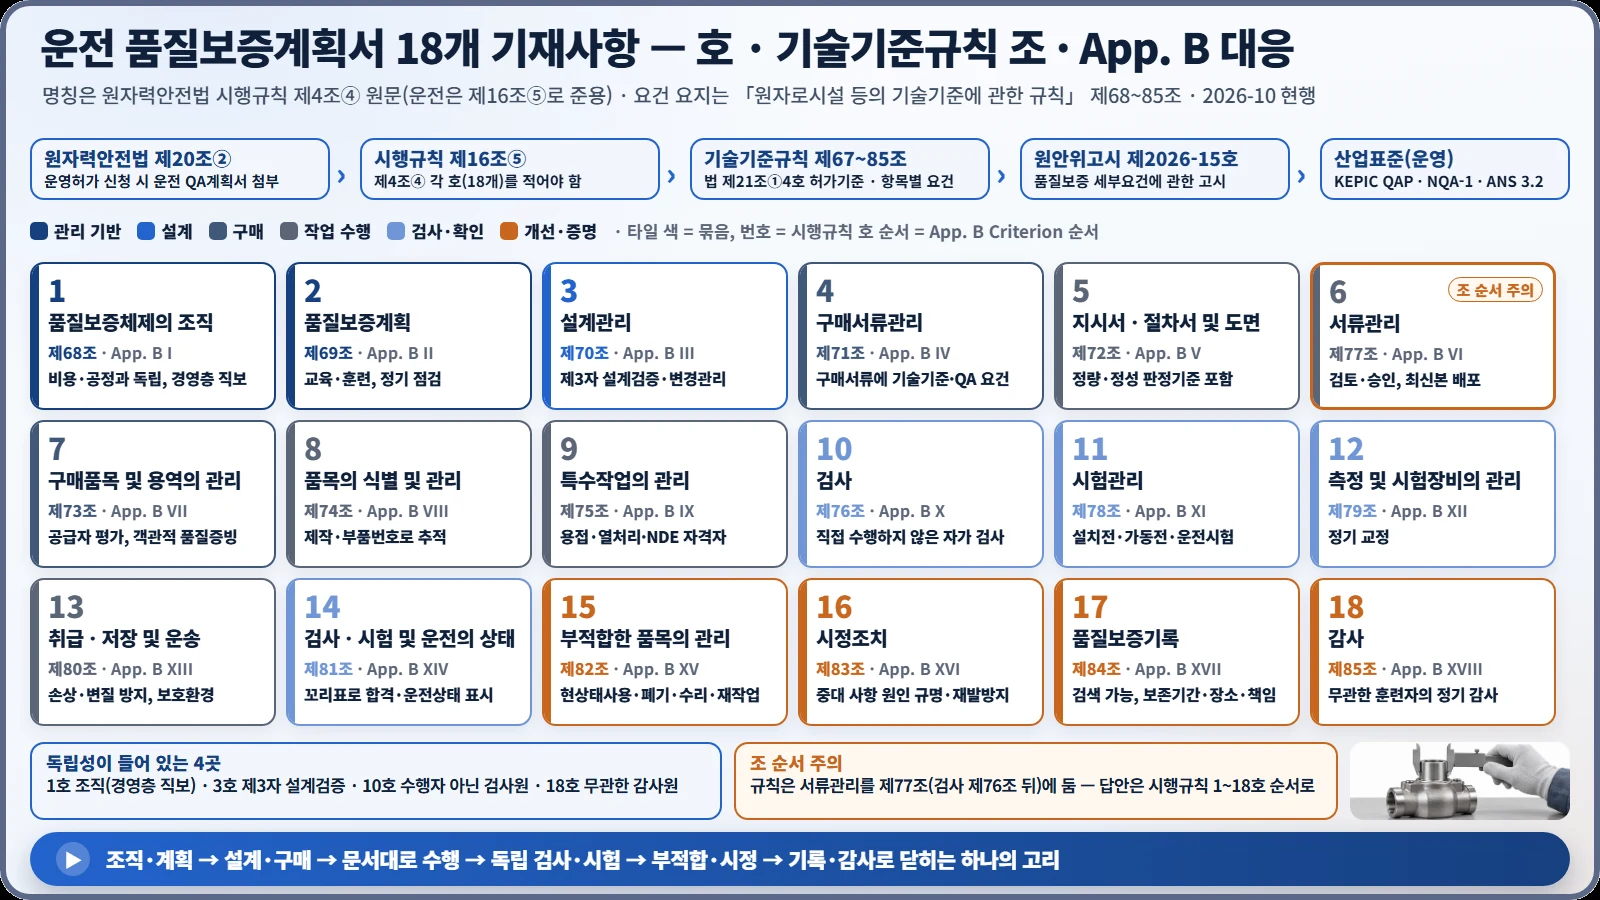 운전 품질보증계획서 18개 기재사항 — 호 · 기술기준규칙 조 · App. B 대응
명칭은 원자력안전법 시행규칙 제4조④ 원문(운전은 제16조⑤로 준용) · 요건 요지는 「원자로시설 등의 기술기준에 관한 규칙」 제68~85조 · 2026-10 현행
원자력안전법 제20조②
운영허가 신청 시 운전 QA계획서 첨부
›
시행규칙 제16조⑤
제4조④ 각 호(18개)를 적어야 함
›
기술기준규칙 제67~85조
법 제21조①4호 허가기준 · 항목별 요건
›
원안위고시 제2026-15호
품질보증 세부요건에 관한 고시
›
산업표준(운영)
KEPIC QAP · NQA-1 · ANS 3.2
관리 기반 설계 구매 작업 수행 검사·확인 개선·증명 · 타일 색 = 묶음, 번호 = 시행규칙 호 순서 = App. B Criterion 순서
1
품질보증체제의 조직
제68조 · App. B I
비용·공정과 독립, 경영층 직보
2
품질보증계획
제69조 · App. B II
교육·훈련, 정기 점검
3
설계관리
제70조 · App. B III
제3자 설계검증·변경관리
4
구매서류관리
제71조 · App. B IV
구매서류에 기술기준·QA 요건
5
지시서 · 절차서 및 도면
제72조 · App. B V
정량·정성 판정기준 포함
6
조 순서 주의
서류관리
제77조 · App. B VI
검토·승인, 최신본 배포
7
구매품목 및 용역의 관리
제73조 · App. B VII
공급자 평가, 객관적 품질증빙
8
품목의 식별 및 관리
제74조 · App. B VIII
제작·부품번호로 추적
9
특수작업의 관리
제75조 · App. B IX
용접·열처리·NDE 자격자
10
검사
제76조 · App. B X
직접 수행하지 않은 자가 검사
11
시험관리
제78조 · App. B XI
설치전·가동전·운전시험
12
측정 및 시험장비의 관리
제79조 · App. B XII
정기 교정
13
취급 · 저장 및 운송
제80조 · App. B XIII
손상·변질 방지, 보호환경
14
검사 · 시험 및 운전의 상태
제81조 · App. B XIV
꼬리표로 합격·운전상태 표시
15
부적합한 품목의 관리
제82조 · App. B XV
현상태사용·폐기·수리·재작업
16
시정조치
제83조 · App. B XVI
중대 사항 원인 규명·재발방지
17
품질보증기록
제84조 · App. B XVII
검색 가능, 보존기간·장소·책임
18
감사
제85조 · App. B XVIII
무관한 훈련자의 정기 감사
독립성이 들어 있는 4곳
1호 조직(경영층 직보) · 3호 제3자 설계검증 · 10호 수행자 아닌 검사원 · 18호 무관한 감사원
조 순서 주의
규칙은 서류관리를 제77조(검사 제76조 뒤)에 둠 — 답안은 시행규칙 1~18호 순서로
조직·계획 → 설계·구매 → 문서대로 수행 → 독립 검사·시험 → 부적합·시정 → 기록·감사로 닫히는 하나의 고리